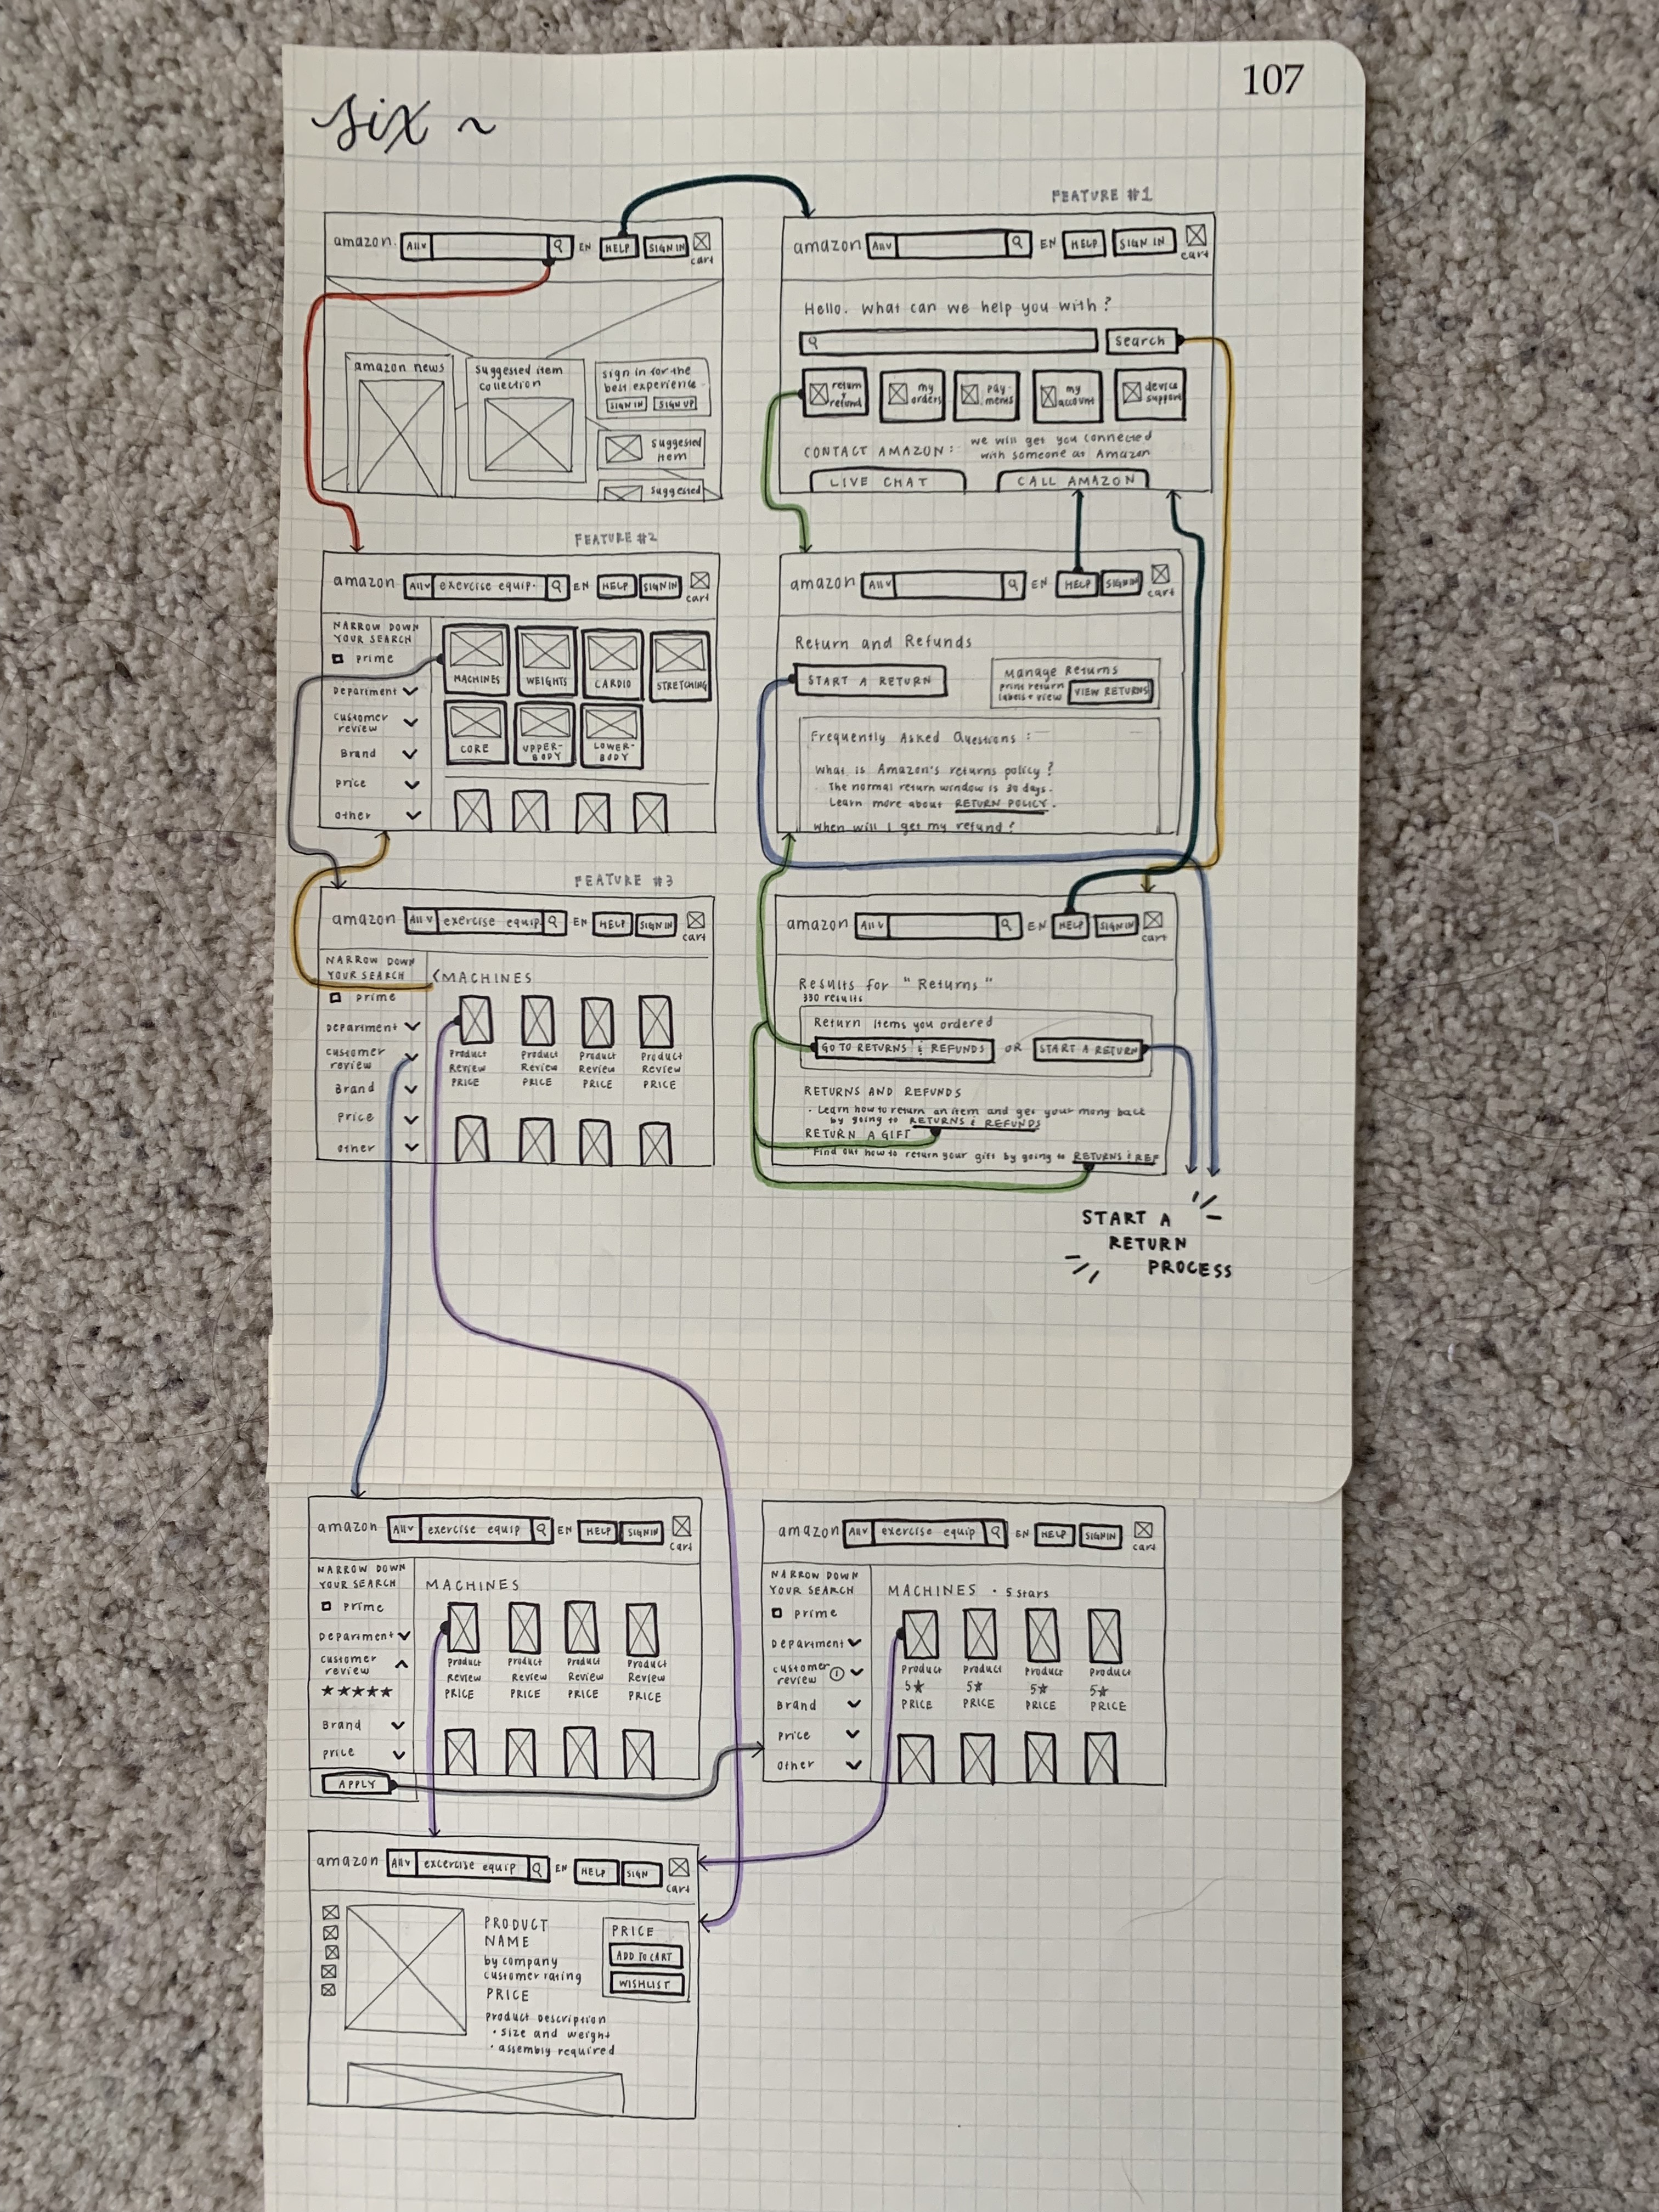 107
six ~
amazon. All EN HELP SIGN IN
cart
amazon news
suggested item
collection
sign in for the
best experience
SIGN IN SIGN UP
suggested
item
suggested
FEATURE #1
amazon All EN HELP SIGN IN
cart
Hello. What can we help you with?
Search
return + refund
my orders
pay-ments
my account
device support
CONTACT AMAZON: we will get you connected
with someone at Amazon
LIVE CHAT CALL AMAZON
FEATURE #2
amazon All exercise equip. EN HELP SIGN IN
cart
NARROW DOWN
YOUR SEARCH
prime
Department
customer
review
Brand
price
other
MACHINES WEIGHTS CARDIO STRETCHING
CORE UPPER-BODY LOWER-BODY
amazon All EN HELP SIGN IN
cart
Return and Refunds
START A RETURN
Manage Returns
print return
labels + view VIEW RETURNS
Frequently Asked Questions:
What is Amazon's returns policy?
The normal return window is 30 days.
Learn more about RETURN POLICY.
When will I get my refund?
FEATURE #3
amazon All exercise equip EN HELP SIGN IN
cart
NARROW DOWN
YOUR SEARCH
prime
Department
customer
review
Brand
price
other
<MACHINES
Product Product Product Product
Review Review Review Review
PRICE PRICE PRICE PRICE
amazon All EN HELP SIGN IN
cart
Results for "Returns"
330 results
Return items you ordered
GO TO RETURNS & REFUNDS OR START A RETURN
RETURNS AND REFUNDS
• Learn how to return an item and get your mony back
by going to RETURNS & REFUNDS
RETURN A GIFT
• Find out how to return your gift by going to RETURNS & REF
START A
RETURN
PROCESS
amazon All exercise equip EN HELP SIGN IN
cart
NARROW DOWN
YOUR SEARCH
prime
Department
customer
review
★★★★★
Brand
price
APPLY
MACHINES
Product Product Product Product
Review Review Review Review
PRICE PRICE PRICE PRICE
amazon All exercise equip EN HELP SIGN IN
cart
NARROW DOWN
YOUR SEARCH
prime
Department
customer
review 1
Brand
price
other
MACHINES • 5 stars
Product Product Product Product
5★ 5★ 5★ 5★
PRICE PRICE PRICE PRICE
amazon All excercise equip EN HELP SIGN
cart
PRODUCT
NAME
by company
customer rating
PRICE
product Description
• size and weight
• assembly required
PRICE
ADD TO CART
WISHLIST